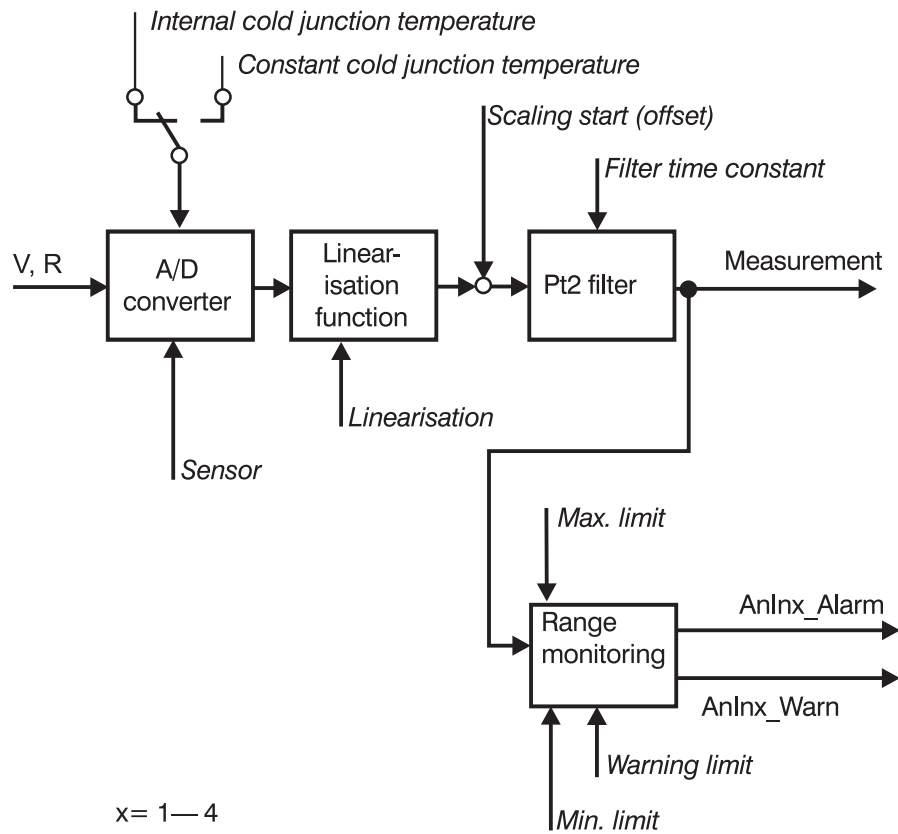 Internal cold junction temperature
Constant cold junction temperature
Scaling start (offset)
Filter time constant
V, R
A/D
converter
Linear-
isation
function
Pt2 filter
Measurement
Linearisation
Sensor
Max. limit
Range
monitoring
AnInx_Alarm
AnInx_Warn
Warning limit
Min. limit
x= 1— 4